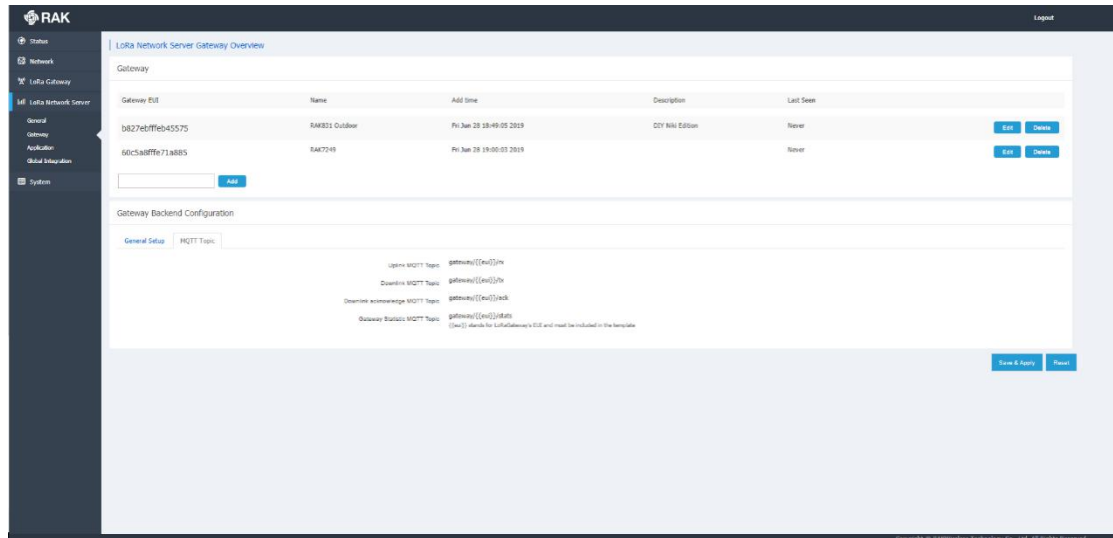 RAK
Logout
Status
Network
LoRa Gateway
LoRa Network Server
General
Gateway
Application
Global Integration
System
LoRa Network Server Gateway Overview
Gateway
Gateway EUI Name Add time Description Last Seen
b827ebfffeb45575 RAK831 Outdoor Fri Jun 28 18:49:05 2019 DIY Niki Edition Never Edit Delete
60c5a8fffe71a885 RAK7249 Fri Jun 28 19:00:03 2019 Never Edit Delete
Add
Gateway Backend Configuration
General Setup MQTT Topic
Uplink MQTT Topic gateway/{{eui}}/rx
Downlink MQTT Topic gateway/{{eui}}/tx
Downlink acknowledge MQTT Topic gateway/{{eui}}/ack
Gateway Statistic MQTT Topic gateway/{{eui}}/stats
{{eui}} stands for LoRaGateway's EUI and must be included in the template
Save & Apply Reset